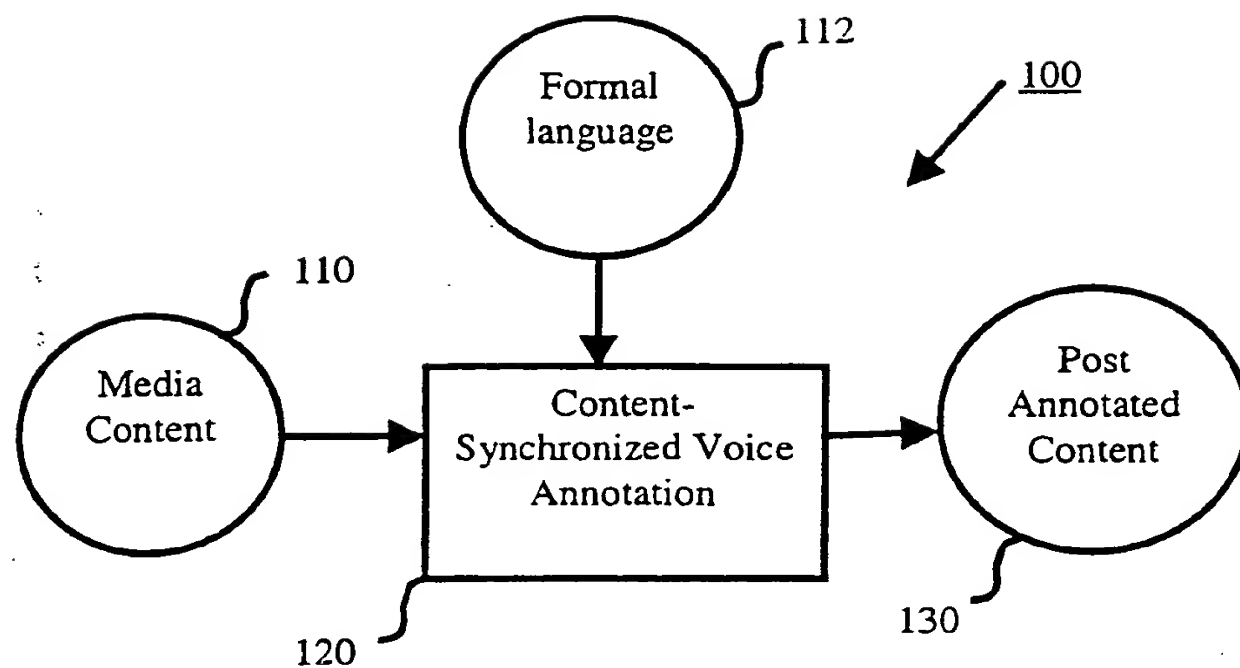 112
Formal
language
100
110
Media
Content
Content-
Synchronized Voice
Annotation
Post
Annotated
Content
120
130